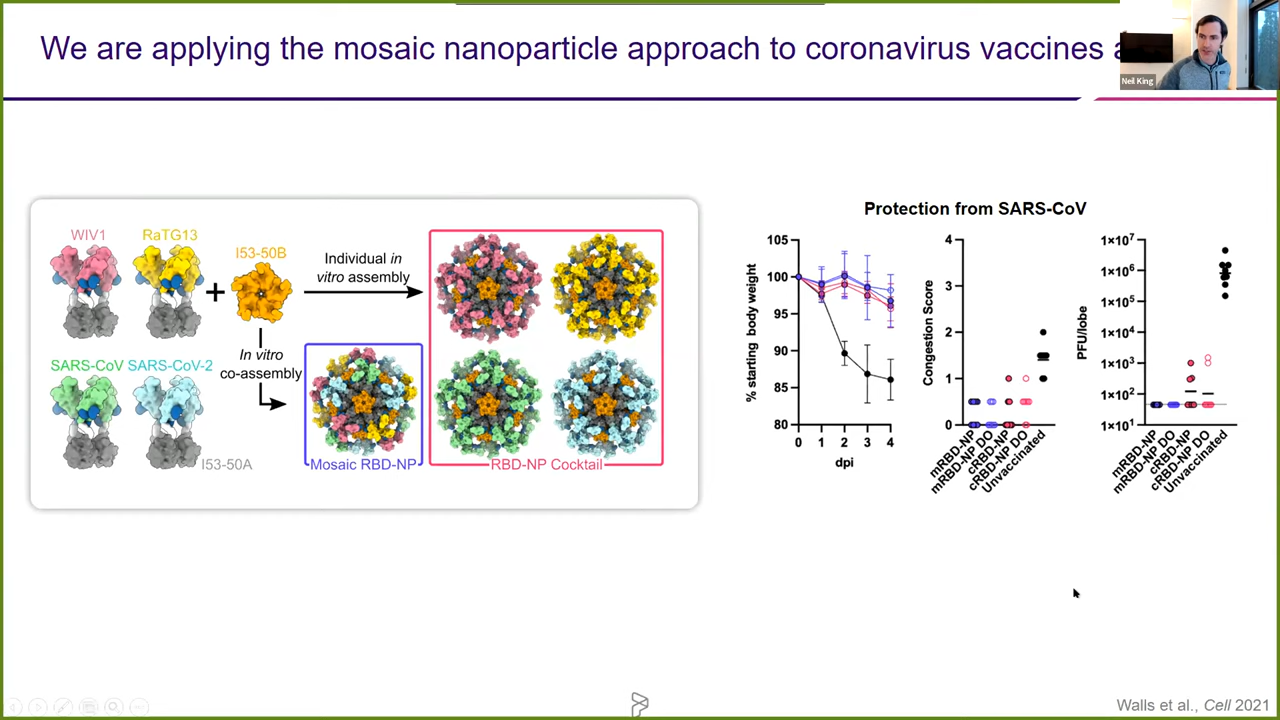 We are applying the mosaic nanoparticle approach to coronavirus vaccines
Neil King
WIV1
RaTG13
I53-50B
SARS-CoV
SARS-CoV-2
I53-50A
Individual in
vitro assembly
In vitro
co-assembly
Mosaic RBD-NP
RBD-NP Cocktail
Protection from SARS-CoV
% starting body weight
105
100
95
90
85
80
0 1 2 3 4
dpi
Congestion Score
4
3
2
1
0
mRBD-NP
mRBD-NP DO
cRBD-NP
cRBD-NP DO
Unvaccinated
PFU/lobe
1×10⁷
1×10⁶
1×10⁵
1×10⁴
1×10³
1×10²
1×10¹
mRBD-NP
mRBD-NP DO
cRBD-NP
cRBD-NP DO
Unvaccinated
Walls et al., Cell 2021